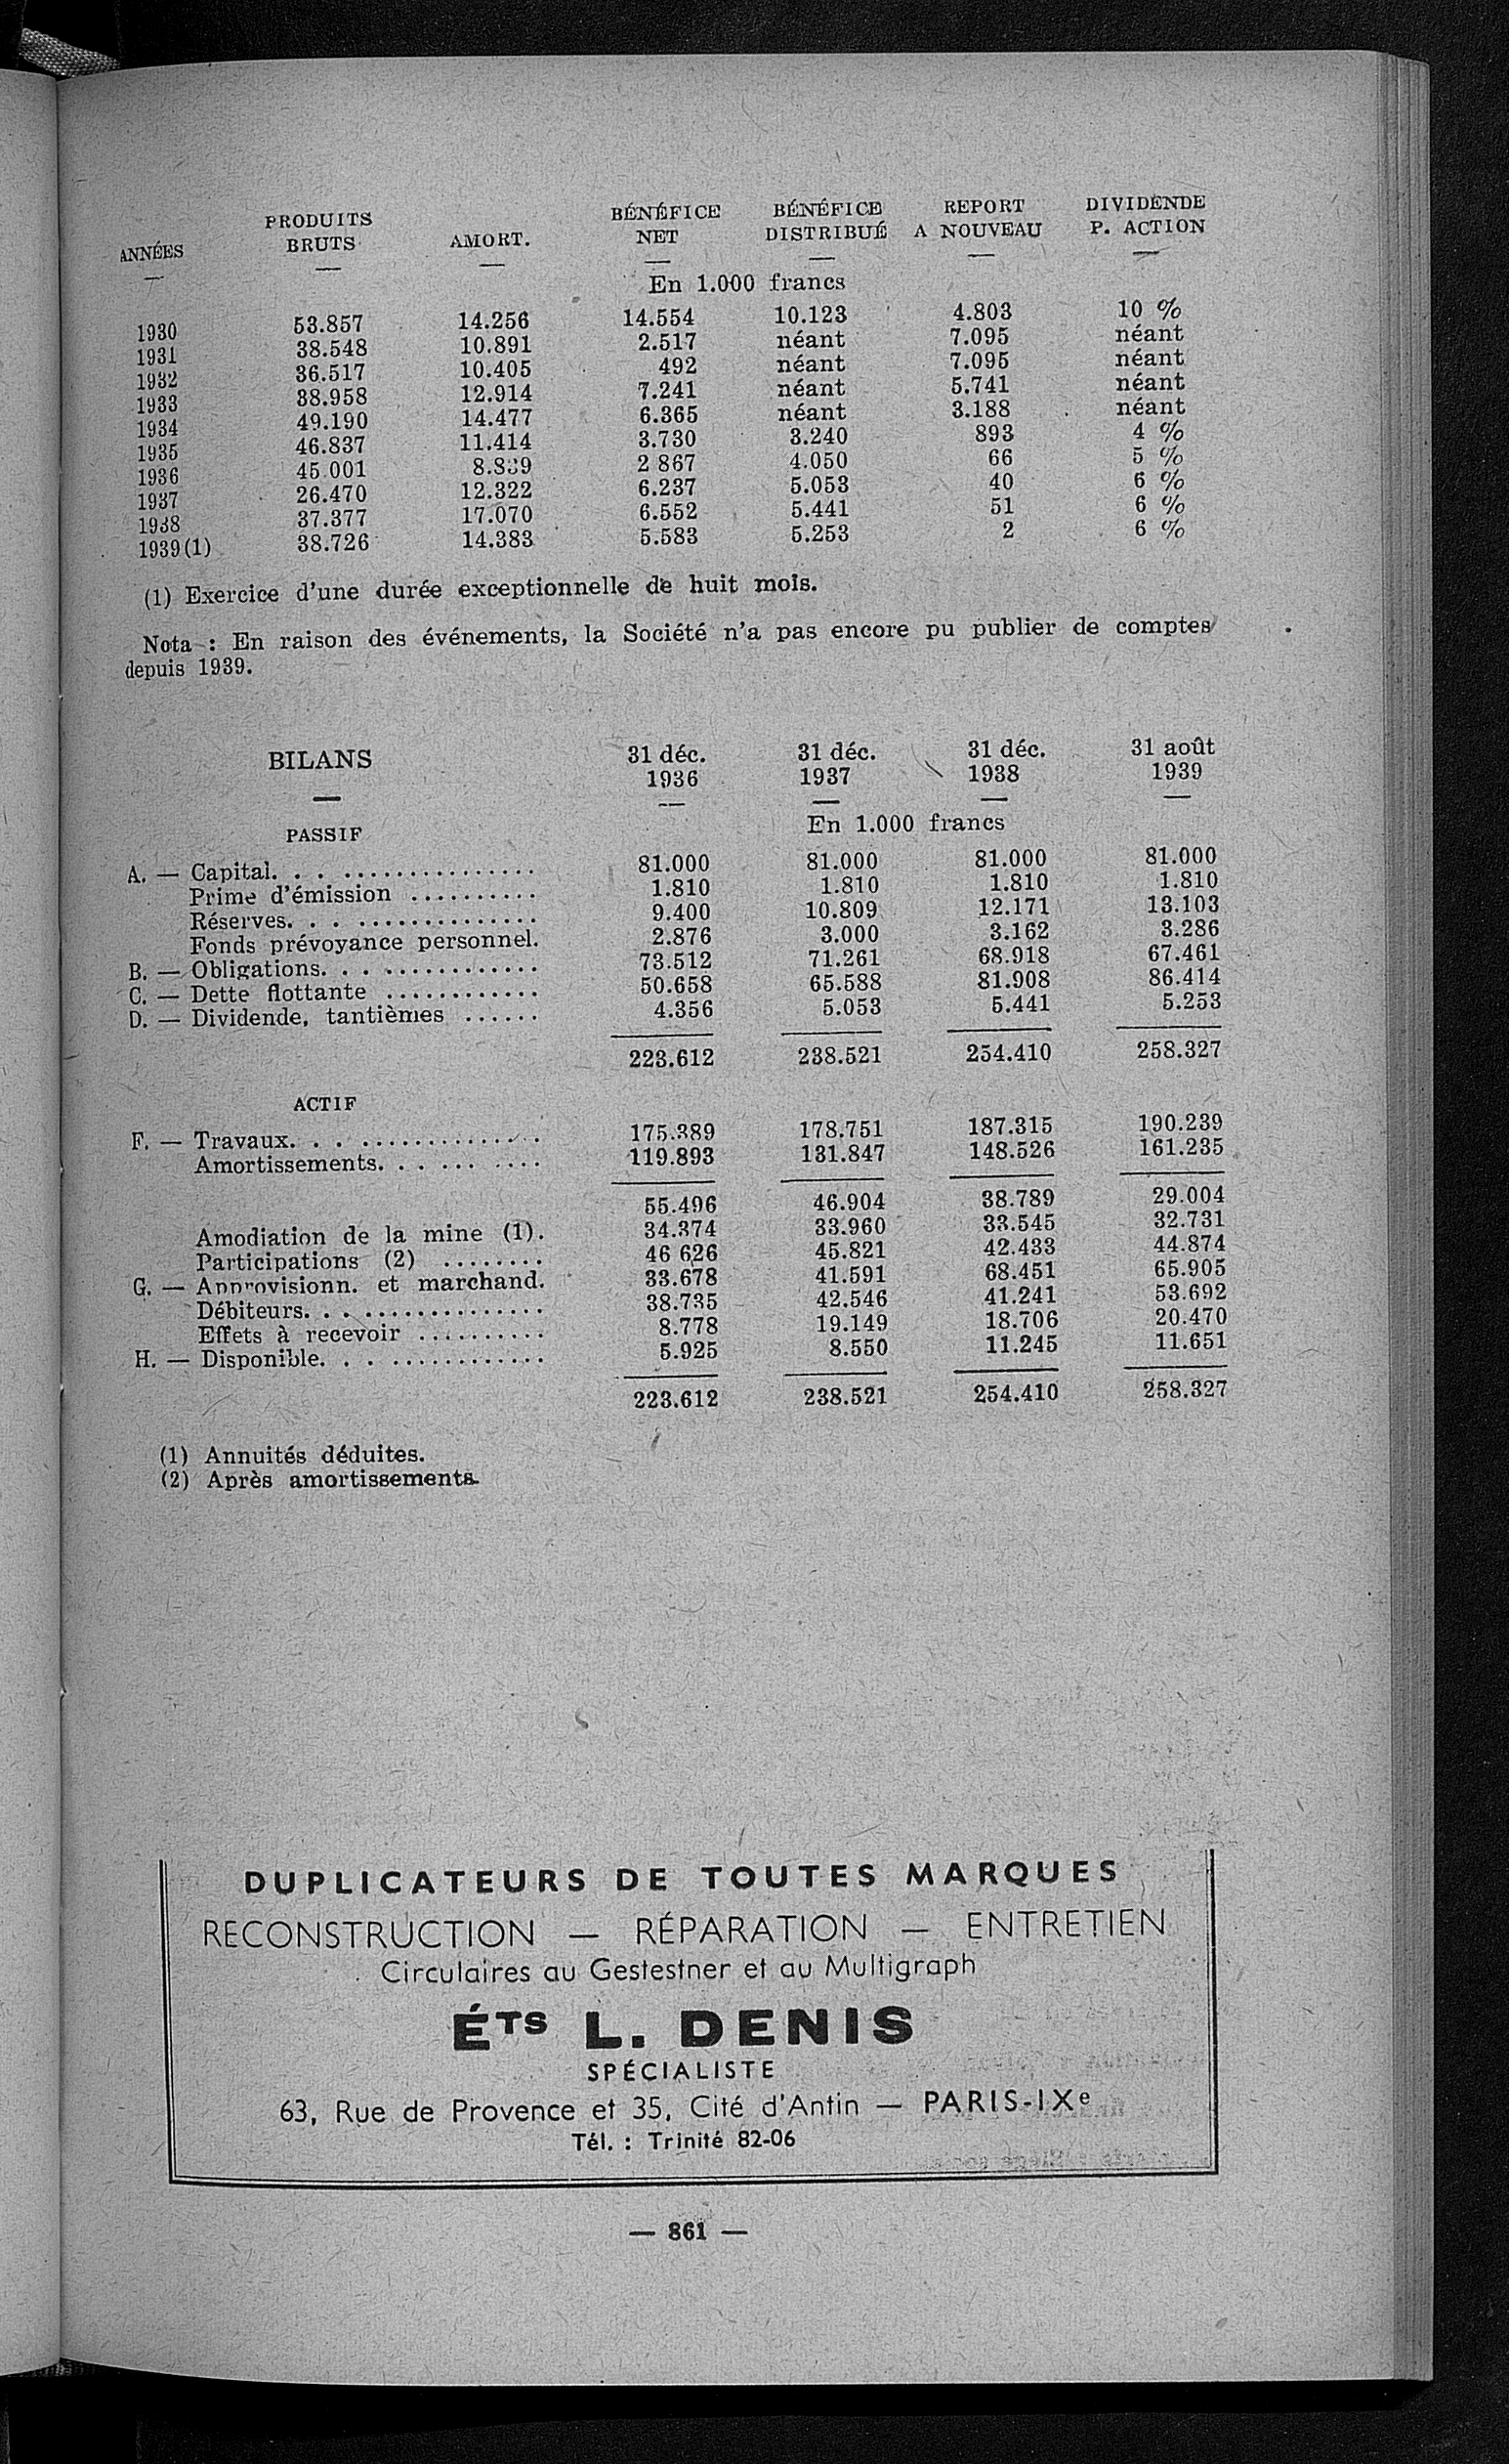 ANNÉES PRODUITS BRUTS AMORT. BÉNÉFICE NET BÉNÉFICE DISTRIBUÉ REPORT A NOUVEAU DIVIDENDE P. ACTION
En 1.000 francs
1930 53.857 14.256 14.554 10.123 4.803 10 %
1931 38.548 10.891 2.517 néant 7.095 néant
1932 36.517 10.405 492 néant 7.095 néant
1933 38.958 12.914 7.241 néant 5.741 néant
1934 49.190 14.477 6.365 néant 3.188 néant
1935 46.837 11.414 3.730 3.240 893 4 %
1936 45.001 8.839 2 867 4.050 66 5 %
1937 26.470 12.322 6.237 5.053 40 6 %
1938 37.377 17.070 6.552 5.441 51 6 %
1939 (1) 38.726 14.383 5.583 5.253 2 6 %
(1) Exercice d'une durée exceptionnelle de huit mois.
Nota : En raison des événements, la Société n'a pas encore pu publier de comptes
depuis 1939.
BILANS 31 déc. 1936 31 déc. 1937 31 déc. 1938 31 août 1939
PASSIF En 1.000 francs
A. — Capital. . . ............... 81.000 81.000 81.000 81.000
Prime d'émission .......... 1.810 1.810 1.810 1.810
Réserves. . . .............. 9.400 10.809 12.171 13.103
Fonds prévoyance personnel. 2.876 3.000 3.162 3.286
B. — Obligations. . . ............ 73.512 71.261 68.918 67.461
C. — Dette flottante ............ 50.658 65.588 81.908 86.414
D. — Dividende, tantièmes ...... 4.356 5.053 5.441 5.253
223.612 238.521 254.410 258.327
ACTIF
F. — Travaux. . . .............. 175.389 178.751 187.315 190.239
Amortissements. . . ... .... 119.893 131.847 148.526 161.235
55.496 46.904 38.789 29.004
Amodiation de la mine (1). 34.374 33.960 33.545 32.731
Participations (2) ........ 46 626 45.821 42.433 44.874
G. — Approvisionn. et marchand. 33.678 41.591 68.451 65.905
Débiteurs. . . .............. 38.735 42.546 41.241 53.692
Effets à recevoir .......... 8.778 19.149 18.706 20.470
H. — Disponible. . . ............ 5.925 8.550 11.245 11.651
223.612 238.521 254.410 258.327
(1) Annuités déduites.
(2) Après amortissements.
DUPLICATEURS DE TOUTES MARQUES
RECONSTRUCTION — RÉPARATION — ENTRETIEN
Circulaires au Gestestner et au Multigraph
ÉTS L. DENIS
SPÉCIALISTE
63, Rue de Provence et 35, Cité d'Antin — PARIS-IXe
Tél. : Trinité 82-06
— 861 —